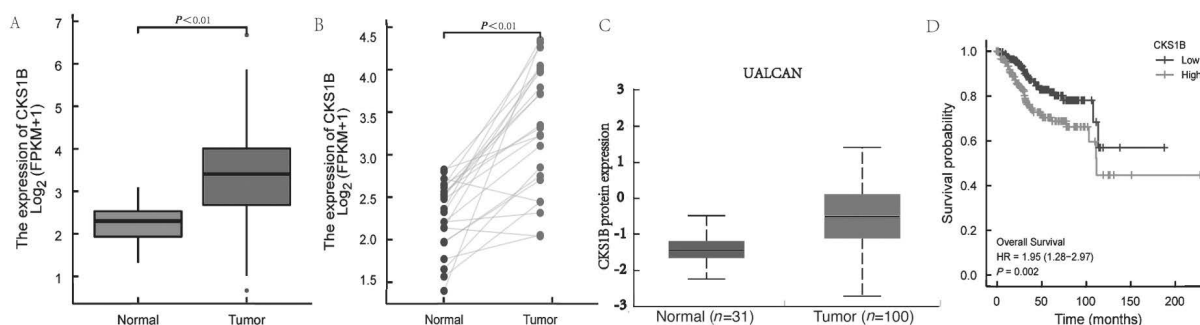 A
The expression of CKS1B
Log2 (FPKM+1)
7
6
5
4
3
2
1
P<0.01
Normal
Tumor
B
The expression of CKS1B
Log2 (FPKM+1)
4.5
4.0
3.5
3.0
2.5
2.0
1.5
P<0.01
Normal
Tumor
C
UALCAN
CKS1B protein expression
3
2
1
0
-1
-2
-3
Normal (n=31)
Tumor (n=100)
D
CKS1B
Low
High
Survival probability
1.0
0.8
0.6
0.4
0.2
0.0
Overall Survival
HR = 1.95 (1.28−2.97)
P = 0.002
0
50
100
150
200
Time (months)